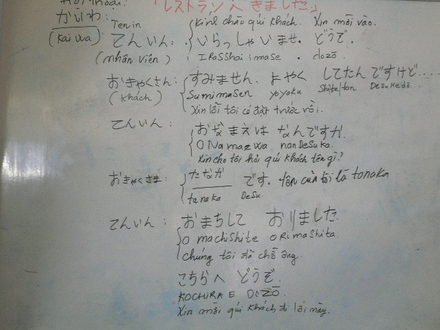 Hội thoại: 「レストランへ きました」
かいわ: Tenin { Kính chào quí khách. Xin mời vào.
(Kai Wa) てんいん: { いらっしゃいませ. どうぞ.
(nhân viên) IRaSShaimase. Dozo.
おきゃくさん: { すみません. よやく したんですけど...
(khách) Sumimasen yoyaku Shitetan DesuKedo
Xin lỗi tôi có đặt trước rồi.
てんいん: { おなまえは なんですか.
O Namae wa nanDesuka.
Xin cho tôi hỏi quí khách tên gì?
おきゃくさま { たなか です. tên của tôi là tanaka
tanaka DeSu
てんいん: { おまちして おりました.
O machishite oRimashita
Chúng tôi đã chờ ông.
こちらへ どうぞ.
KOCHIRA E DOZO
Xin mời quí khách đi lối này.